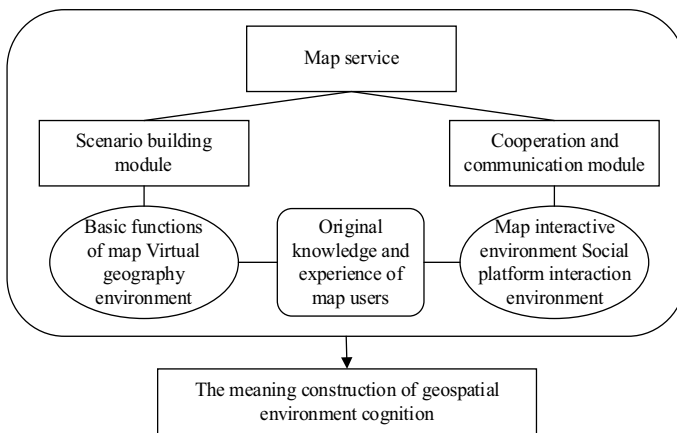 Map service
Scenario building
module
Cooperation and
communication module
Basic functions
of map Virtual
geography
environment
Original
knowledge and
experience of
map users
Map interactive
environment Social
platform interaction
environment
The meaning construction of geospatial
environment cognition